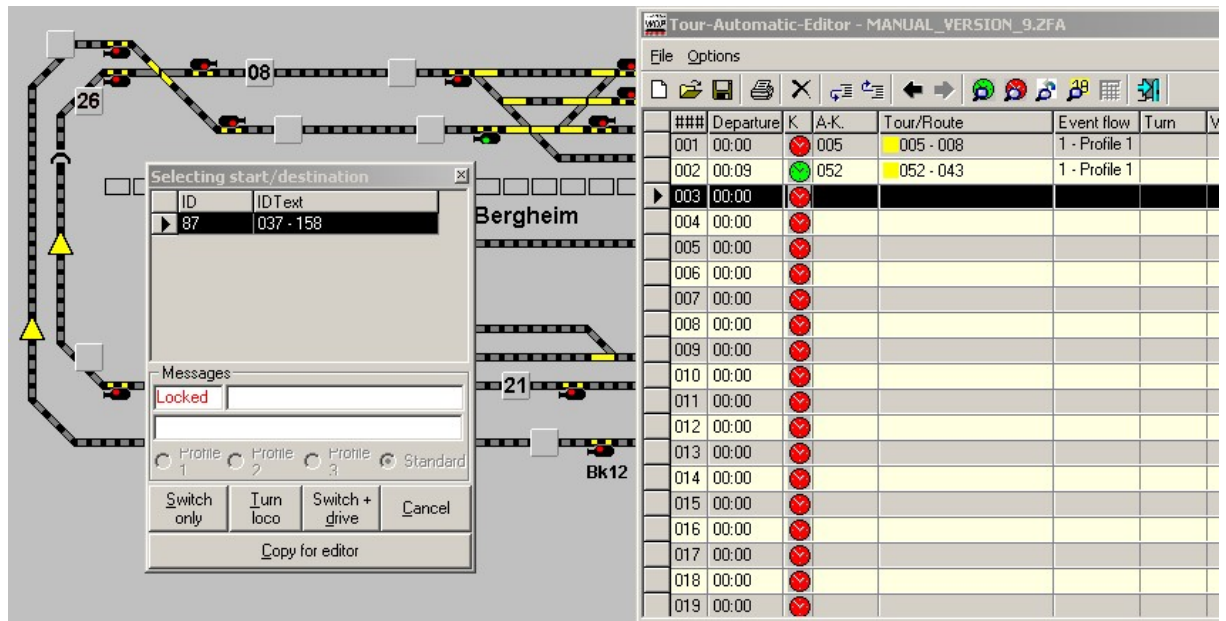 08
26
Bergheim
21
Bk12
Selecting start/destination
ID IDText
87 037 - 158
Messages
Locked
Profile 1 Profile 2 Profile 3 Standard
Switch only Turn loco Switch + drive Cancel
Copy for editor
Tour-Automatic-Editor - MANUAL_VERSION_9.ZFA
File Options
### Departure K A-K. Tour/Route Event flow Turn V
001 00:00 005 005 - 008 1 - Profile 1
002 00:09 052 052 - 043 1 - Profile 1
003 00:00
004 00:00
005 00:00
006 00:00
007 00:00
008 00:00
009 00:00
010 00:00
011 00:00
012 00:00
013 00:00
014 00:00
015 00:00
016 00:00
017 00:00
018 00:00
019 00:00